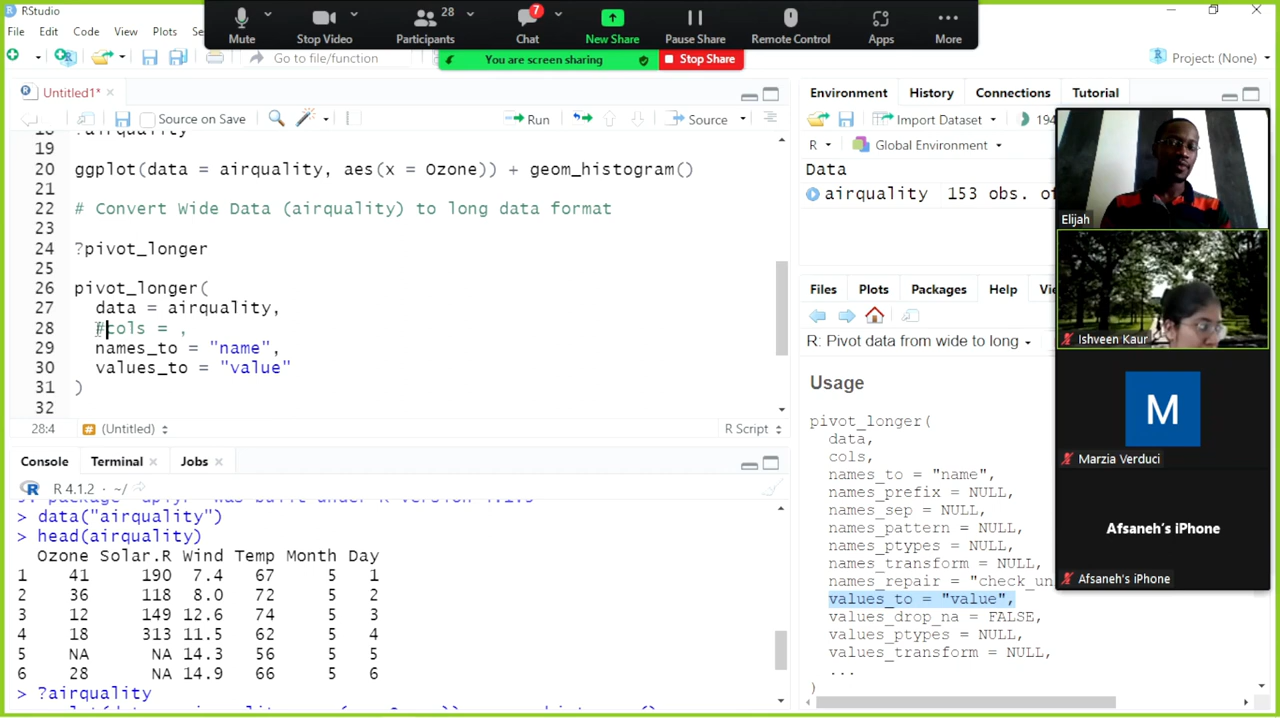 RStudio
File Edit Code View Plots
Mute
Stop Video
28
Participants
7
Chat
New Share
Pause Share
Remote Control
Apps
More
You are screen sharing
Stop Share
Go to file/function
Project: (None)
Untitled1*
Source on Save
Run
Source
?airquality
19
20 ggplot(data = airquality, aes(x = Ozone)) + geom_histogram()
21
22 # Convert Wide Data (airquality) to long data format
23
24 ?pivot_longer
25
26 pivot_longer(
27 data = airquality,
28 #cols = ,
29 names_to = "name",
30 values_to = "value"
31 )
32
28:4 (Untitled) R Script
Console Terminal Jobs
R 4.1.2 · ~/
> data("airquality")
> head(airquality)
Ozone Solar.R Wind Temp Month Day
1 41 190 7.4 67 5 1
2 36 118 8.0 72 5 2
3 12 149 12.6 74 5 3
4 18 313 11.5 62 5 4
5 NA NA 14.3 56 5 5
6 28 NA 14.9 66 5 6
> ?airquality
Environment History Connections Tutorial
Import Dataset 194
R Global Environment
Data
airquality 153 obs. of
Files Plots Packages Help
R: Pivot data from wide to long
Usage
pivot_longer(
data,
cols,
names_to = "name",
names_prefix = NULL,
names_sep = NULL,
names_pattern = NULL,
names_ptypes = NULL,
names_transform = NULL,
names_repair = "check_un
values_to = "value",
values_drop_na = FALSE,
values_ptypes = NULL,
values_transform = NULL,
...
)
Elijah
Ishveen Kaur
M
Marzia Verduci
Afsaneh's iPhone
Afsaneh's iPhone